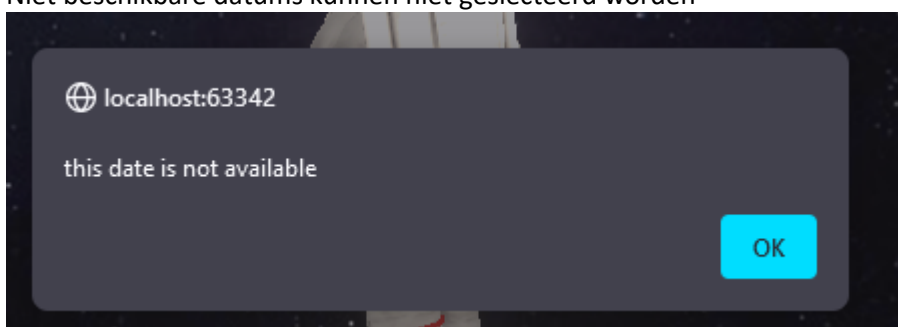 Niet beschikbare datums kunnen niet geselecteerd worden
localhost:63342
this date is not available
OK